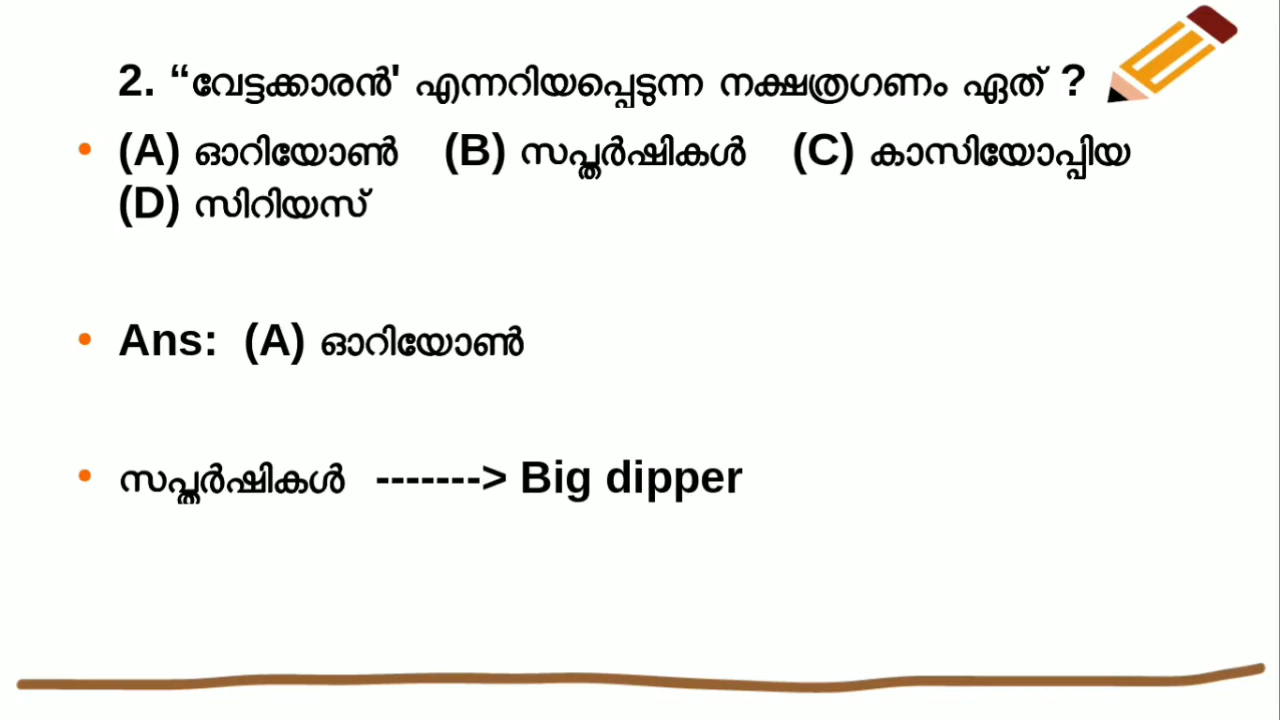 2. “വേട്ടക്കാരൻ' എന്നറിയപ്പെടുന്ന നക്ഷത്രഗണം ഏത് ?
• (A) ഓറിയോൺ (B) സപ്തർഷികൾ (C) കാസിയോപ്പിയ
(D) സിറിയസ്
• Ans: (A) ഓറിയോൺ
• സപ്തർഷികൾ -------> Big dipper